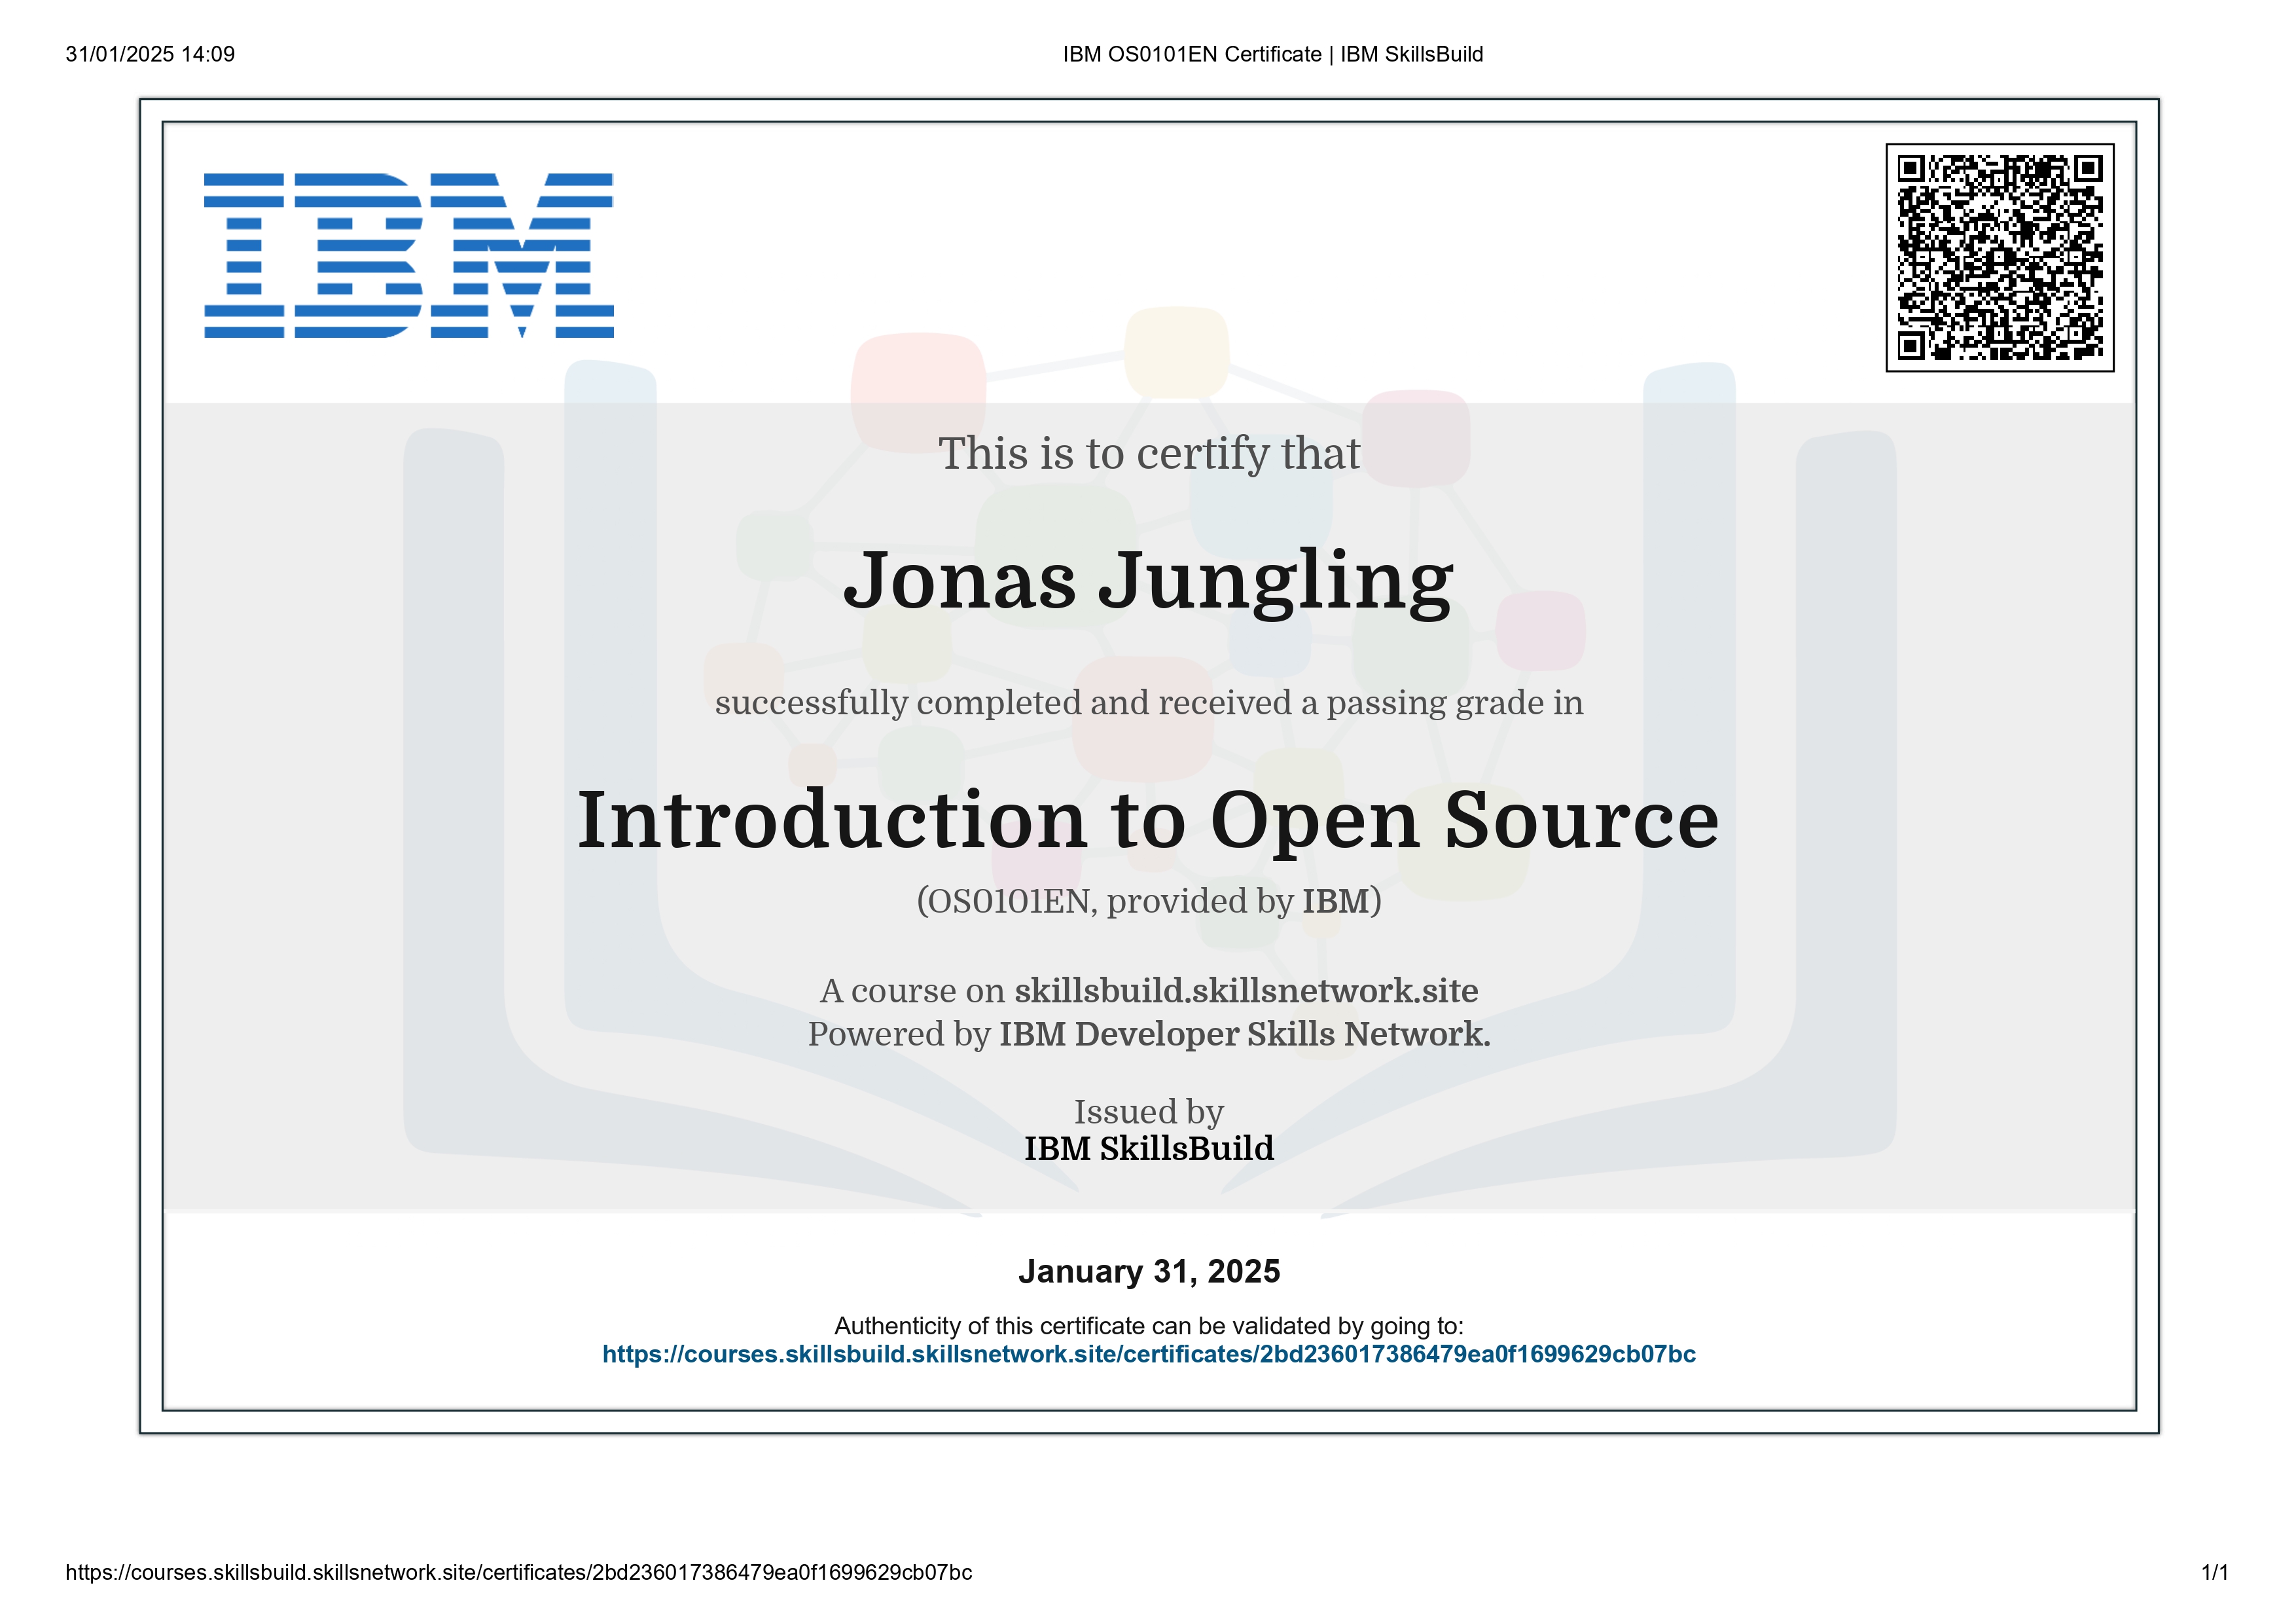 31/01/2025 14:09
IBM OS0101EN Certificate | IBM SkillsBuild
IBM
This is to certify that
Jonas Jungling
successfully completed and received a passing grade in
Introduction to Open Source
(OS0101EN, provided by IBM)
A course on skillsbuild.skillsnetwork.site
Powered by IBM Developer Skills Network.
Issued by
IBM SkillsBuild
January 31, 2025
Authenticity of this certificate can be validated by going to:
https://courses.skillsbuild.skillsnetwork.site/certificates/2bd236017386479ea0f1699629cb07bc
https://courses.skillsbuild.skillsnetwork.site/certificates/2bd236017386479ea0f1699629cb07bc
1/1